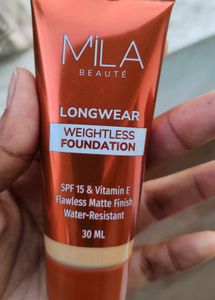 MiLA
BEAUTÉ
LONGWEAR
WEIGHTLESS
FOUNDATION
SPF 15 & Vitamin E
Flawless Matte Finish
Water-Resistant
30 ML